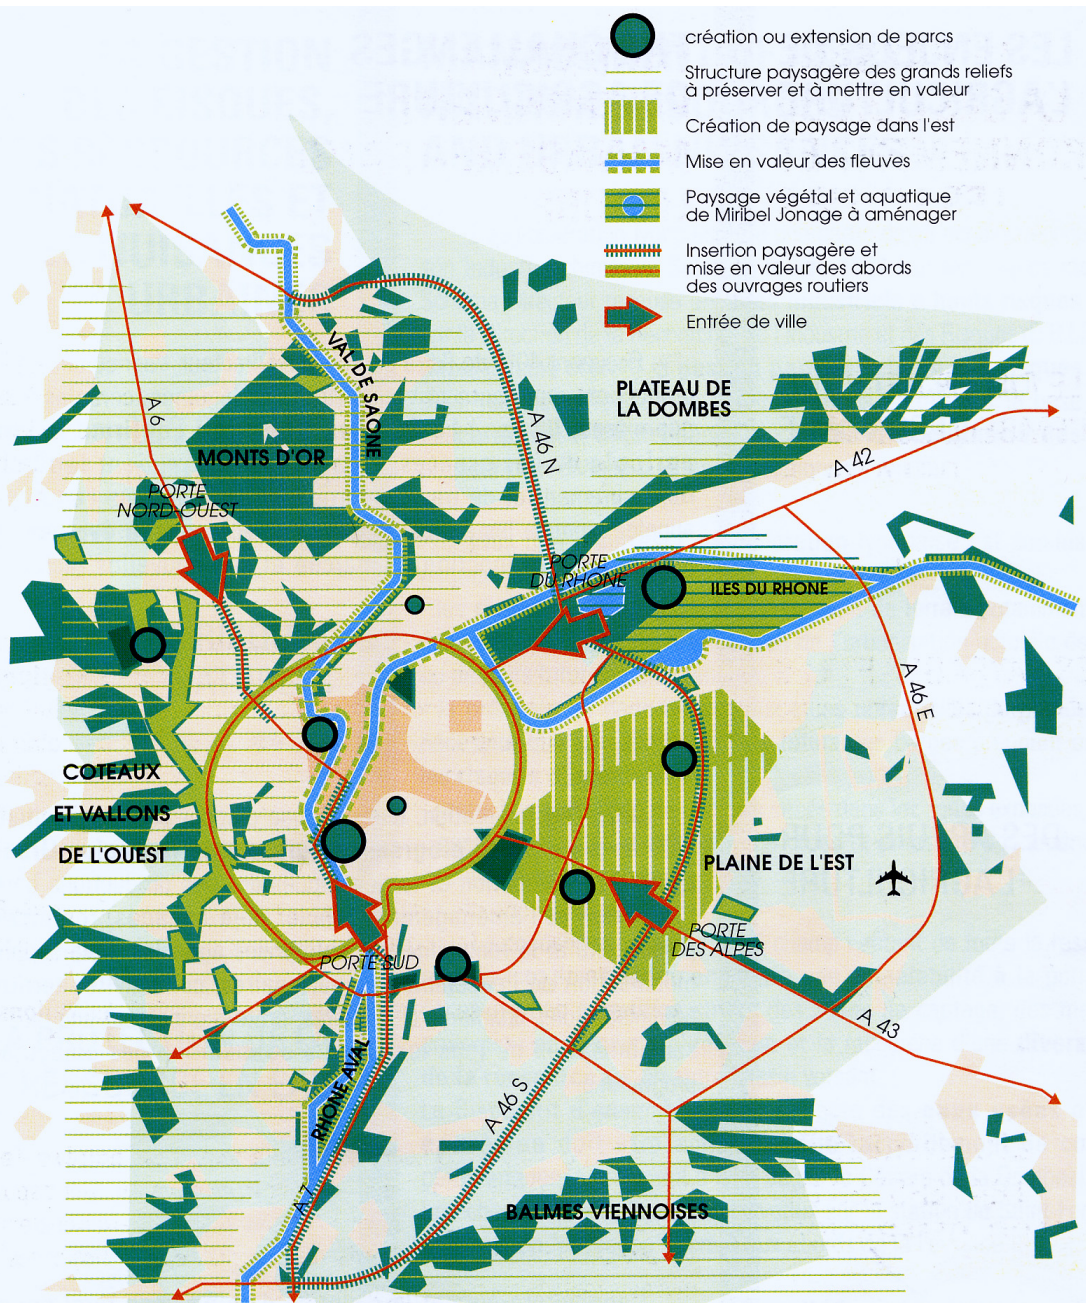 création ou extension de parcs
Structure paysagère des grands reliefs
à préserver et à mettre en valeur
Création de paysage dans l'est
Mise en valeur des fleuves
Paysage végétal et aquatique
de Miribel Jonage à aménager
Insertion paysagère et
mise en valeur des abords
des ouvrages routiers
Entrée de ville
VAL DE SAONE
PLATEAU DE
LA DOMBES
A 6
A 46 N
A 42
MONTS D'OR
PORTE
NORD-OUEST
PORTE
DU RHONE
ILES DU RHONE
A 46 E
COTEAUX
ET VALLONS
DE L'OUEST
PLAINE DE L'EST
PORTE
DES ALPES
PORTE SUD
A 43
RHONE AVAL
A 46 S
A 7
BALMES VIENNOISES